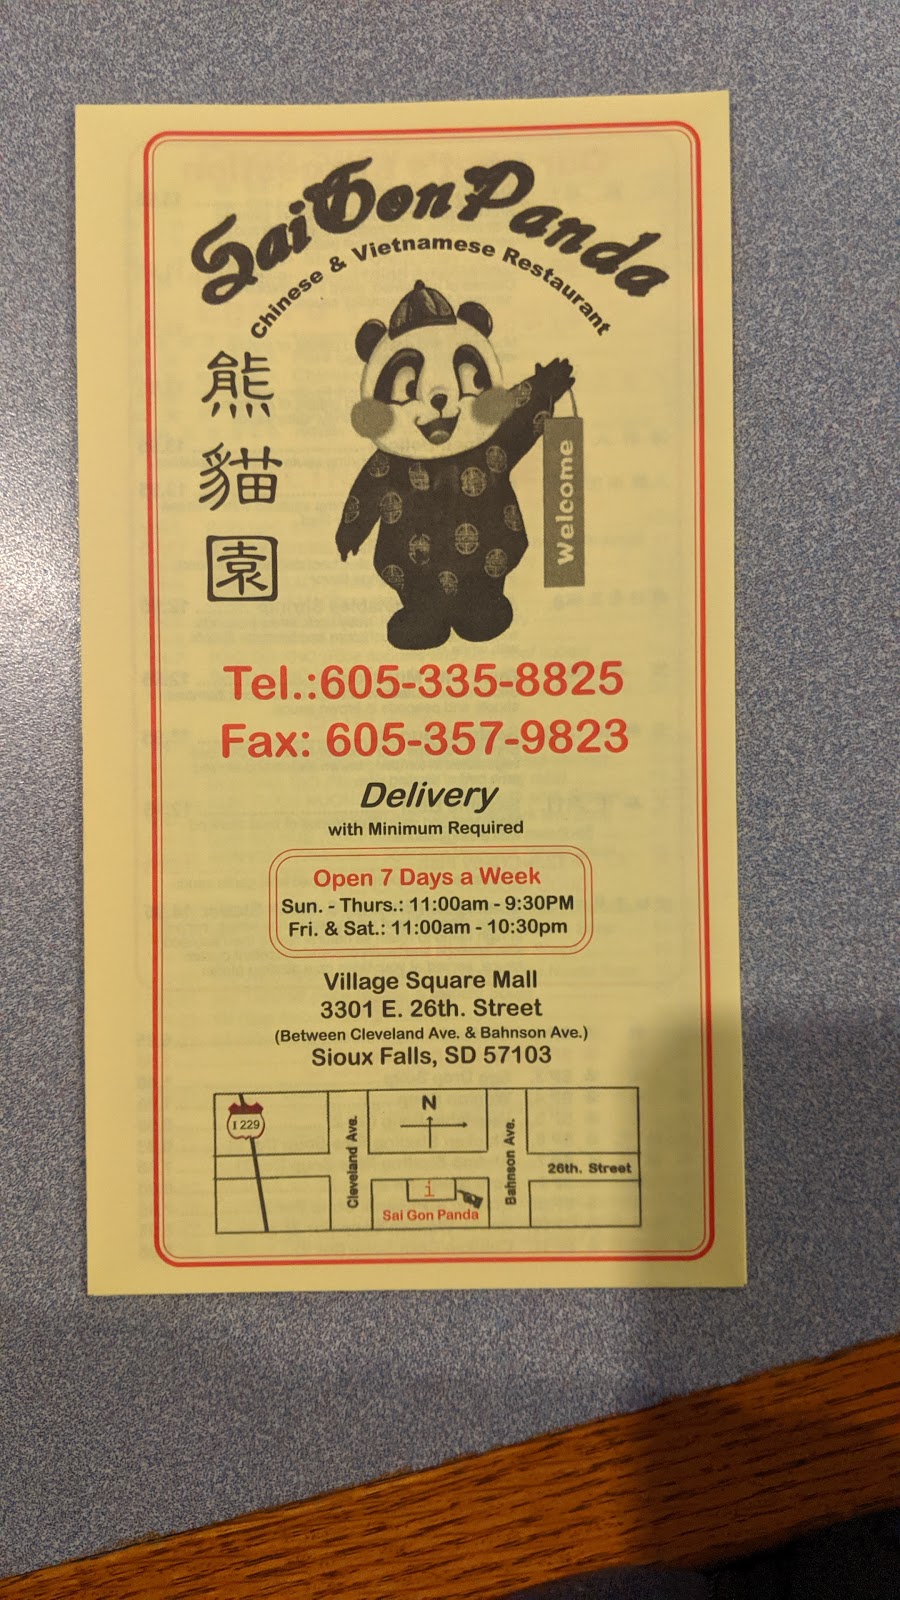 SaiGon Panda
Chinese & Vietnamese Restaurant
熊
貓
園
Welcome
Tel.:605-335-8825
Fax: 605-357-9823
Delivery
with Minimum Required
Open 7 Days a Week
Sun. - Thurs.: 11:00am - 9:30PM
Fri. & Sat.: 11:00am - 10:30pm
Village Square Mall
3301 E. 26th. Street
(Between Cleveland Ave. & Bahnson Ave.)
Sioux Falls, SD 57103
I 229
Cleveland Ave.
N
Bahnson Ave.
26th. Street
i
Sai Gon Panda